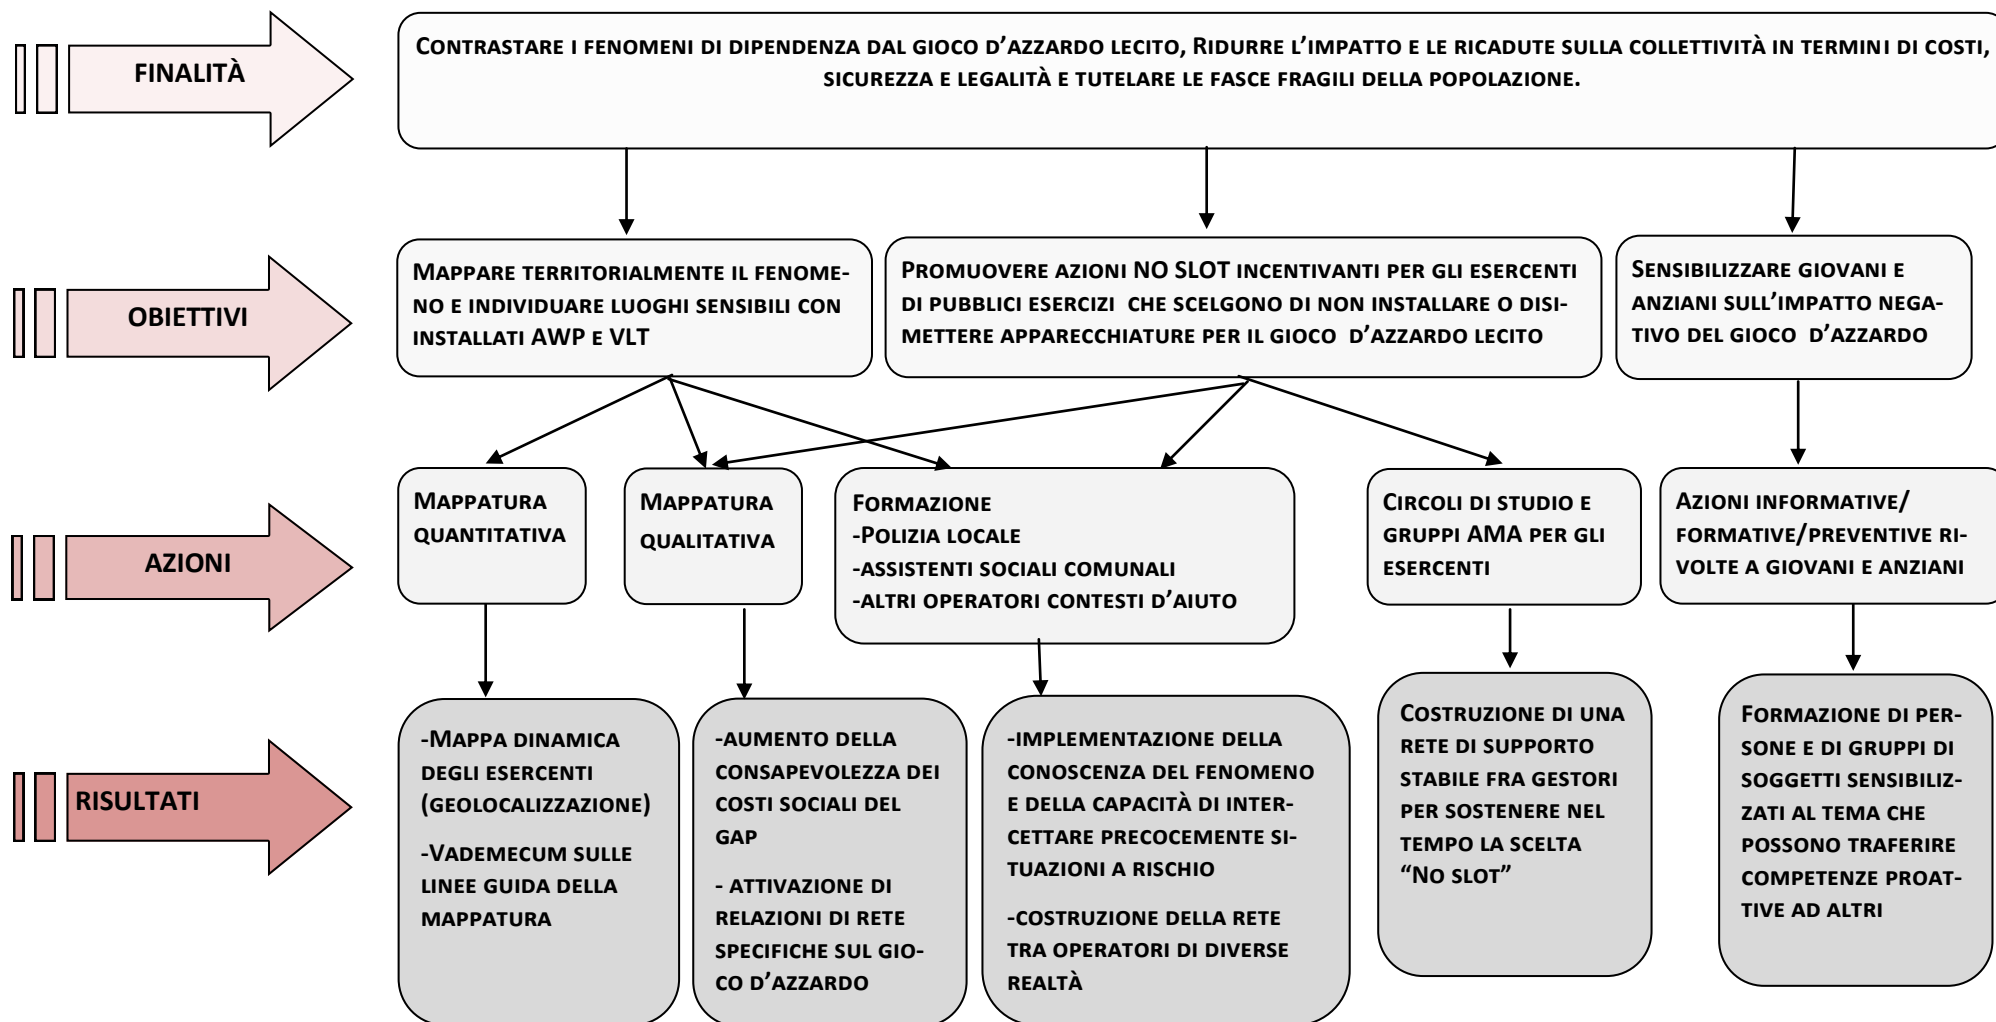 FINALITÀ
CONTRASTARE I FENOMENI DI DIPENDENZA DAL GIOCO D'AZZARDO LECITO, RIDURRE L'IMPATTO E LE RICADUTE SULLA COLLETTIVITÀ IN TERMINI DI COSTI,
SICUREZZA E LEGALITÀ E TUTELARE LE FASCE FRAGILI DELLA POPOLAZIONE.
OBIETTIVI
MAPPARE TERRITORIALMENTE IL FENOME-
NO E INDIVIDUARE LUOGHI SENSIBILI CON
INSTALLATI AWP E VLT
PROMUOVERE AZIONI NO SLOT INCENTIVANTI PER GLI ESERCENTI
DI PUBBLICI ESERCIZI CHE SCELGONO DI NON INSTALLARE O DISI-
METTERE APPARECCHIATURE PER IL GIOCO D'AZZARDO LECITO
SENSIBILIZZARE GIOVANI E
ANZIANI SULL'IMPATTO NEGA-
TIVO DEL GIOCO D'AZZARDO
AZIONI
MAPPATURA
QUANTITATIVA
MAPPATURA
QUALITATIVA
FORMAZIONE
-POLIZIA LOCALE
-ASSISTENTI SOCIALI COMUNALI
-ALTRI OPERATORI CONTESTI D'AIUTO
CIRCOLI DI STUDIO E
GRUPPI AMA PER GLI
ESERCENTI
AZIONI INFORMATIVE/
FORMATIVE/PREVENTIVE RI-
VOLTE A GIOVANI E ANZIANI
RISULTATI
-MAPPA DINAMICA
DEGLI ESERCENTI
(GEOLOCALIZZAZIONE)
-VADEMECUM SULLE
LINEE GUIDA DELLA
MAPPATURA
-AUMENTO DELLA
CONSAPEVOLEZZA DEI
COSTI SOCIALI DEL
GAP
- ATTIVAZIONE DI
RELAZIONI DI RETE
SPECIFICHE SUL GIO-
CO D'AZZARDO
-IMPLEMENTAZIONE DELLA
CONOSCENZA DEL FENOMENO
E DELLA CAPACITÀ DI INTER-
CETTARE PRECOCEMENTE SI-
TUAZIONI A RISCHIO
-COSTRUZIONE DELLA RETE
TRA OPERATORI DI DIVERSE
REALTÀ
COSTRUZIONE DI UNA
RETE DI SUPPORTO
STABILE FRA GESTORI
PER SOSTENERE NEL
TEMPO LA SCELTA
“NO SLOT”
FORMAZIONE DI PER-
SONE E DI GRUPPI DI
SOGGETTI SENSIBILIZ-
ZATI AL TEMA CHE
POSSONO TRAFERIRE
COMPETENZE PROAT-
TIVE AD ALTRI